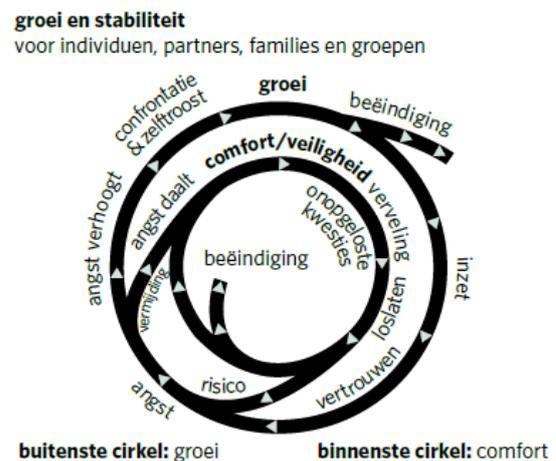 groei en stabiliteit
voor individuen, partners, families en groepen
groei
beëindiging
confrontatie
& zelftroost
comfort/veiligheid
verveling
onopgeloste
kwesties
angst daalt
angst verhoogt
beëindiging
inzet
loslaten
vermijding
vertrouwen
risico
angst
buitenste cirkel: groei
binnenste cirkel: comfort